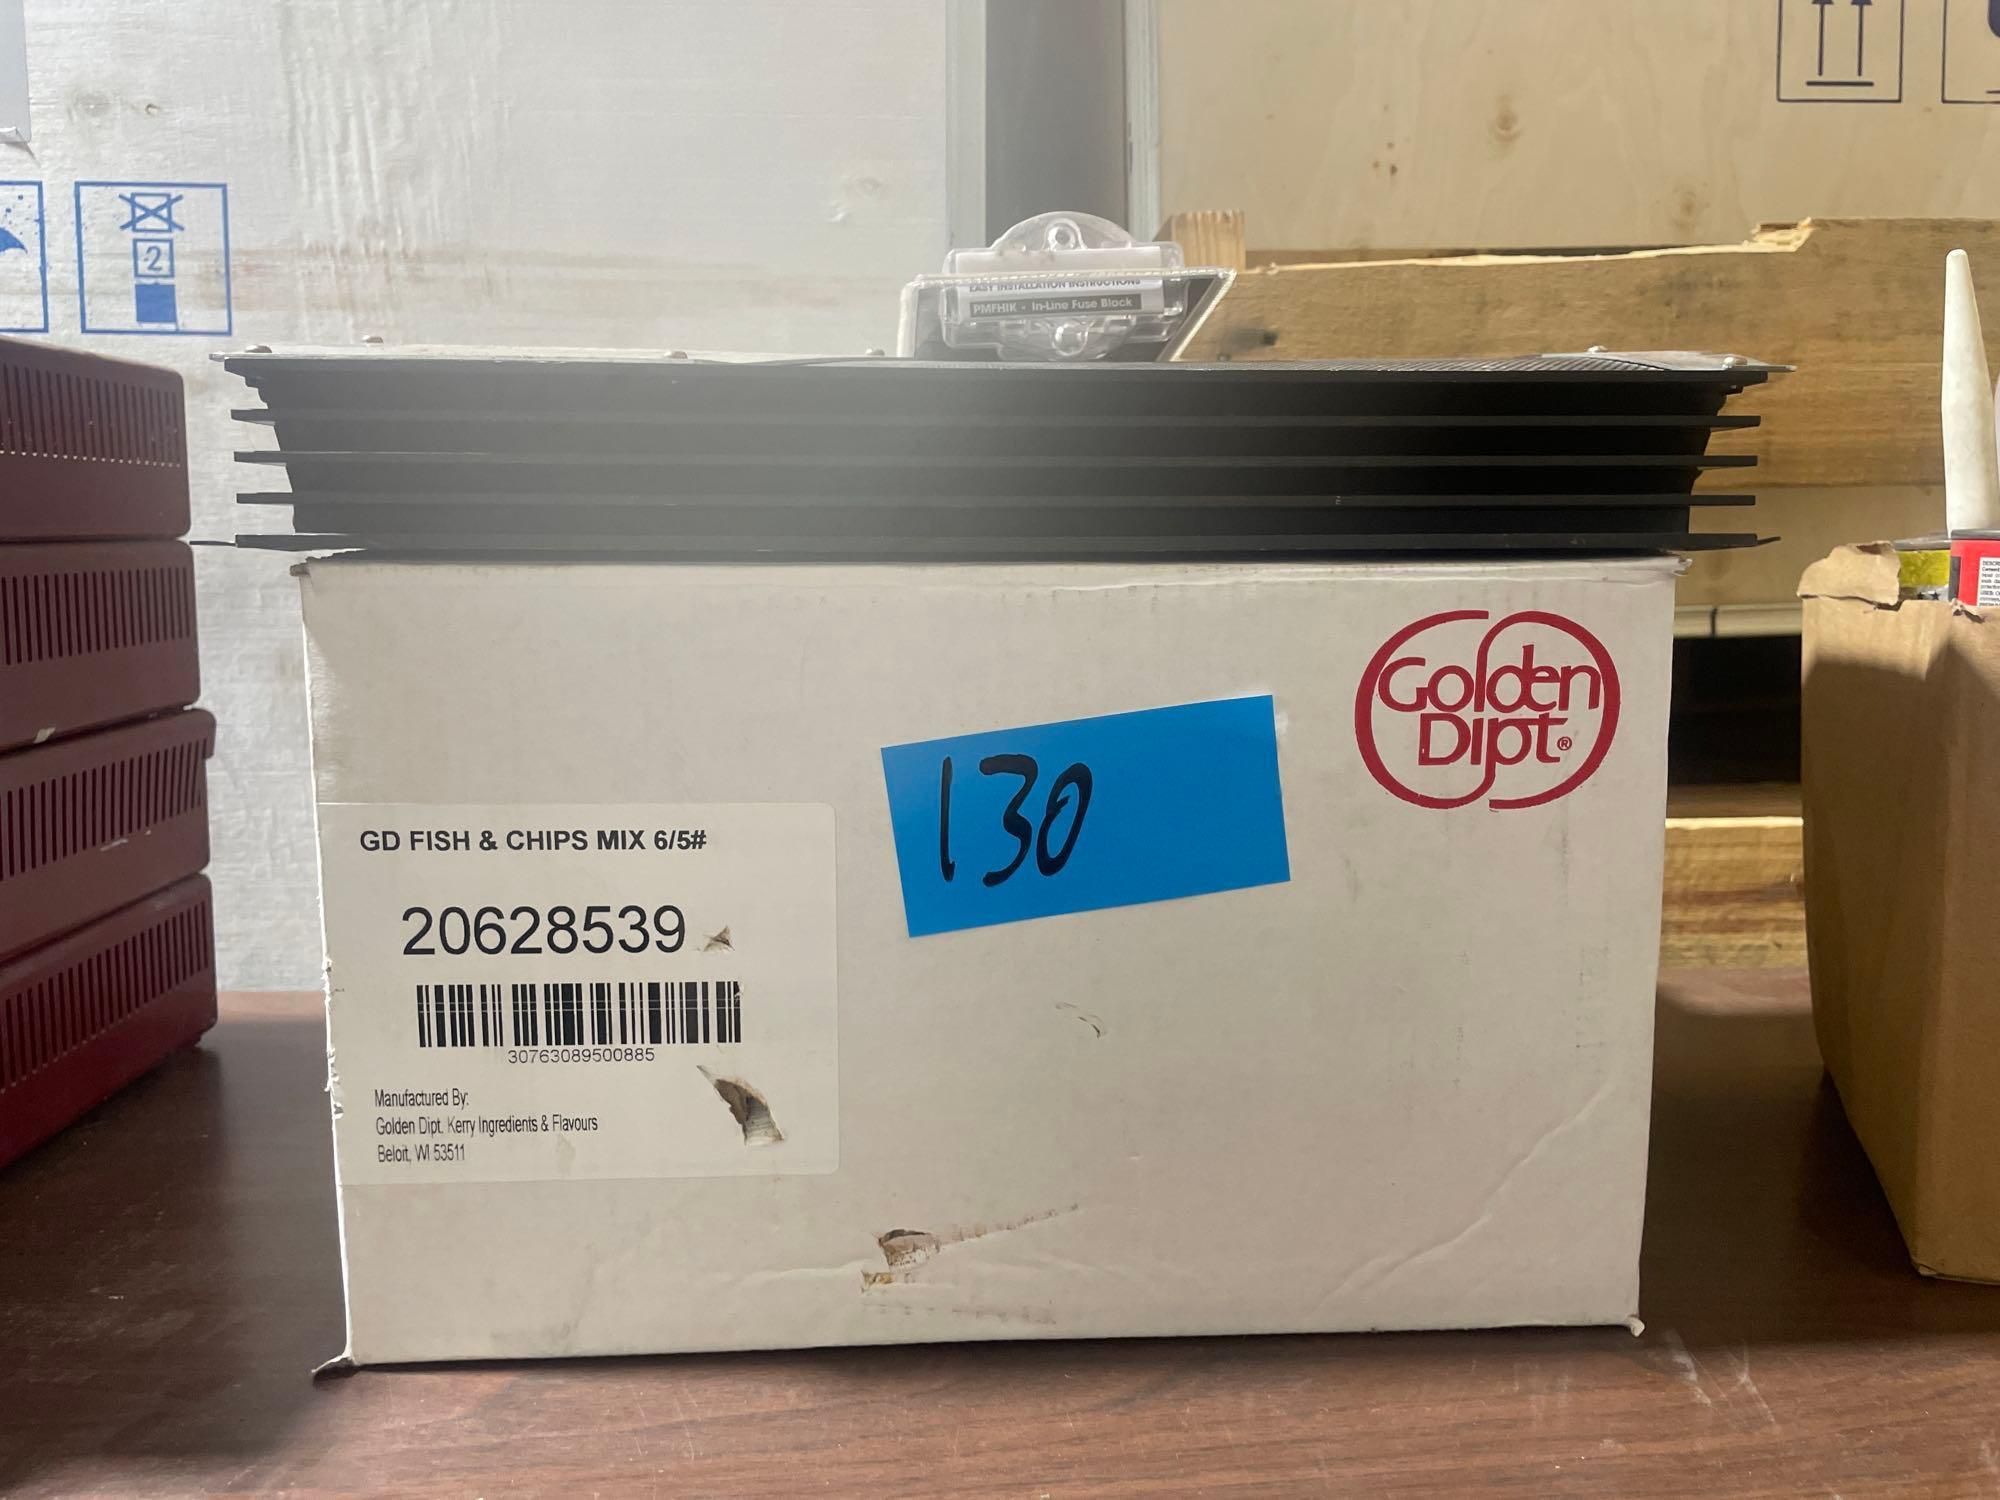 2
EASY INSTALLATION INSTRUCTIONS
PMFHIK - In-Line Fuse Block
Golden
Dipt®
130
GD FISH & CHIPS MIX 6/5#
20628539
30763089500885
Manufactured By:
Golden Dipt. Kerry Ingredients & Flavours
Beloit, WI 53511